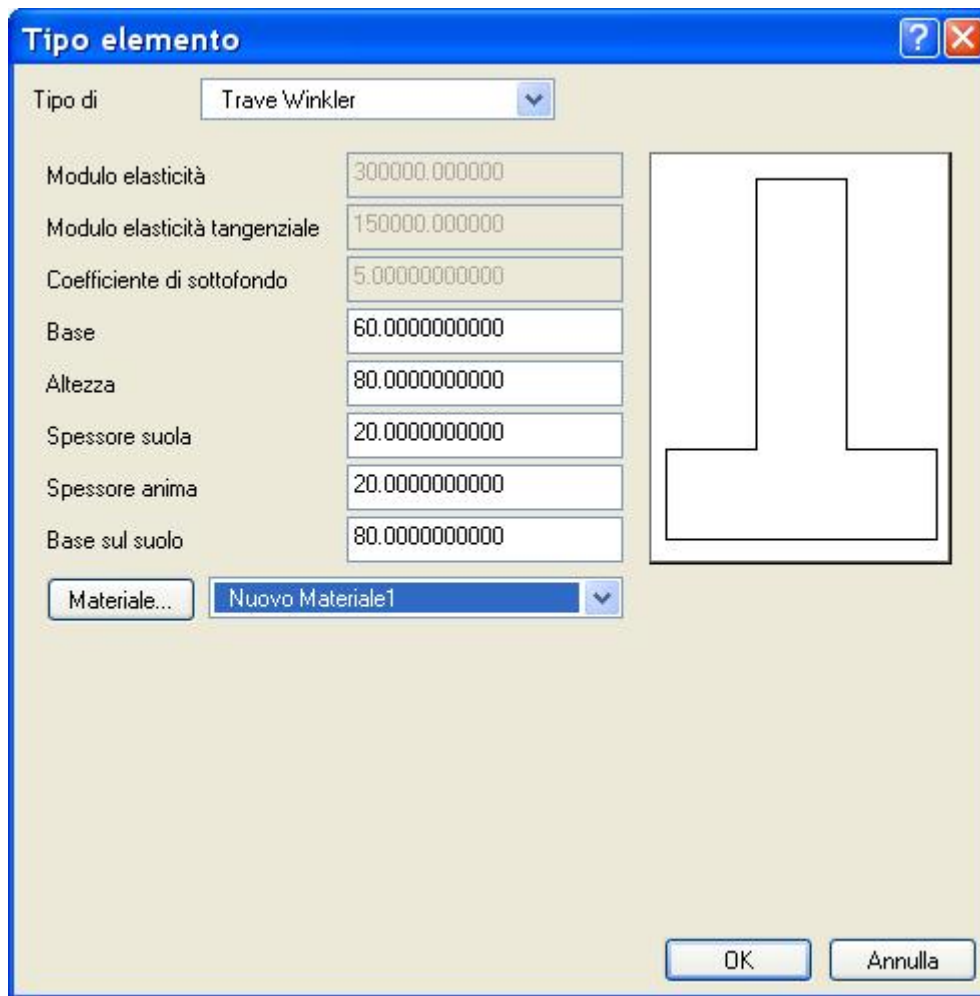 Tipo elemento
Tipo di Trave Winkler
Modulo elasticità 300000.000000
Modulo elasticità tangenziale 150000.000000
Coefficiente di sottofondo 5.00000000000
Base 60.0000000000
Altezza 80.0000000000
Spessore suola 20.0000000000
Spessore anima 20.0000000000
Base sul suolo 80.0000000000
Materiale... Nuovo Materiale1
OK Annulla